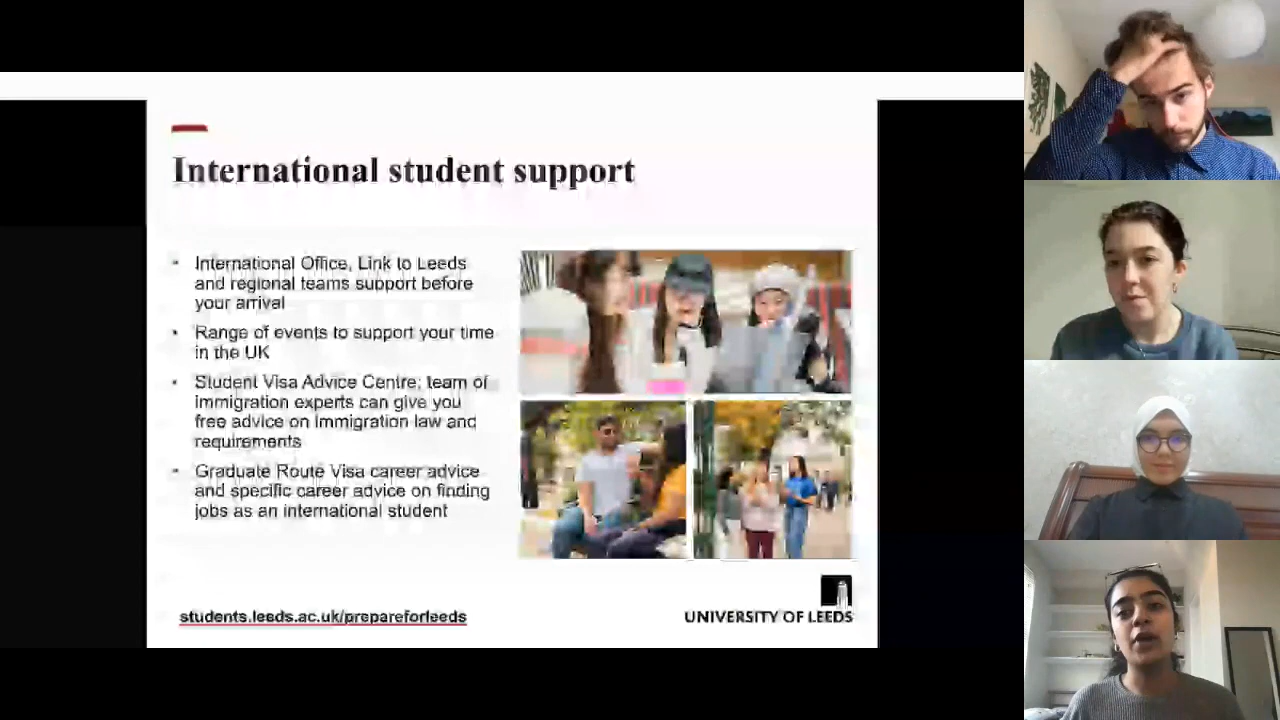 International student support
• International Office, Link to Leeds
and regional teams support before
your arrival
• Range of events to support your time
in the UK
• Student Visa Advice Centre: team of
immigration experts can give you
free advice on immigration law and
requirements
• Graduate Route Visa career advice
and specific career advice on finding
jobs as an international student
students.leeds.ac.uk/prepareforleeds
UNIVERSITY OF LEEDS